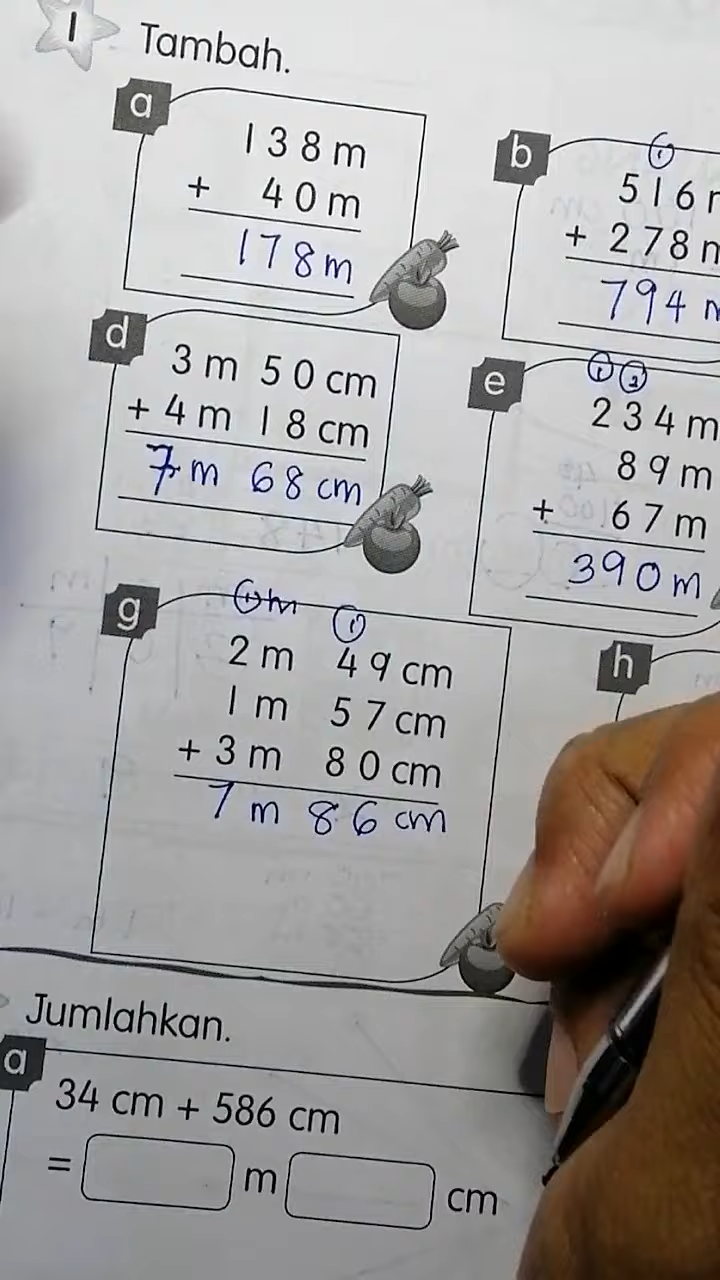 1 Tambah.
a
138 m
+ 40 m
178 m
b
①
516
+ 278
794
d
3 m 50 cm
+ 4 m 18 cm
7 m 68 cm
e
① ②
234 m
89 m
+ 67 m
390 m
g
① m ①
2 m 49 cm
1 m 57 cm
+ 3 m 80 cm
7 m 86 cm
h
Jumlahkan.
a
34 cm + 586 cm
= m cm